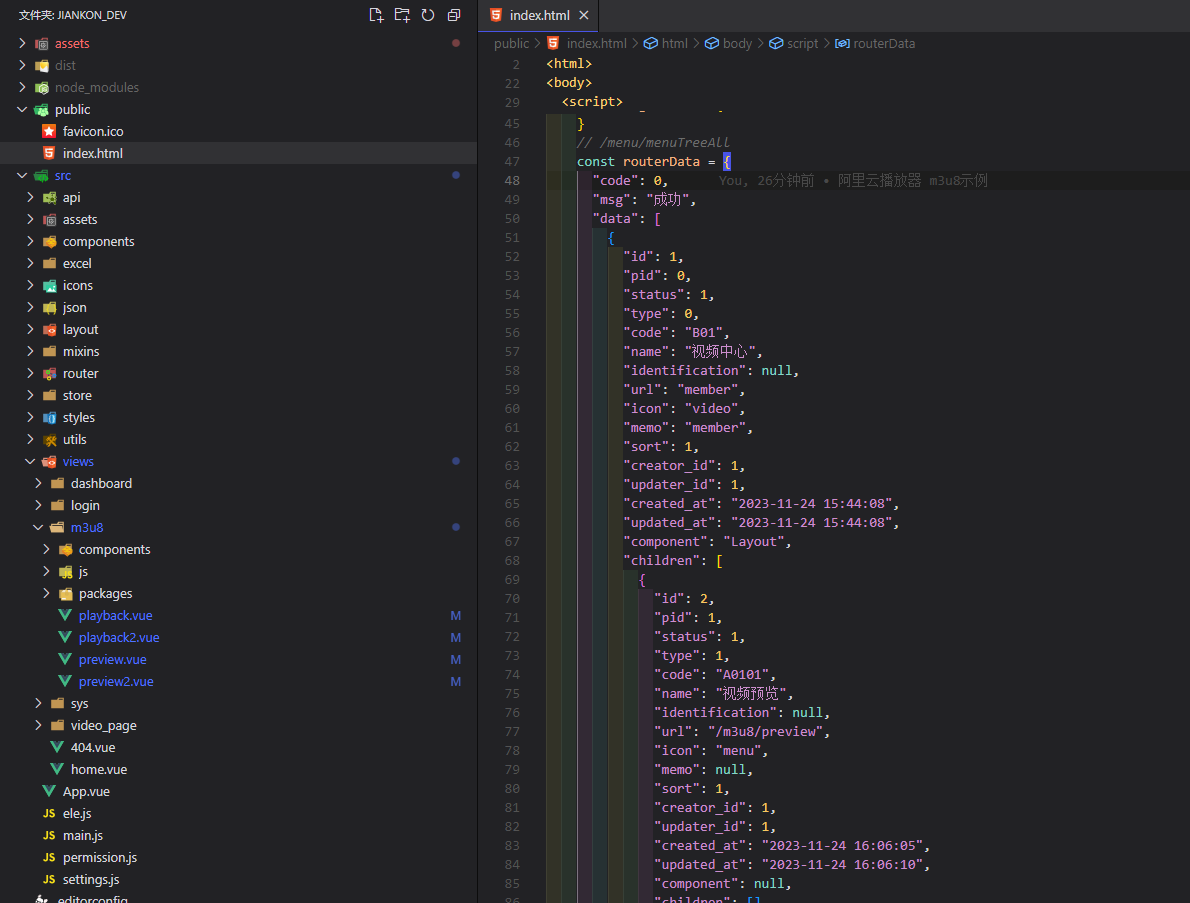 文件夹: JIANKON_DEV
assets
dist
node_modules
public
favicon.ico
index.html
src
api
assets
components
excel
icons
json
layout
mixins
router
store
styles
utils
views
dashboard
login
m3u8
components
js
packages
playback.vue M
playback2.vue M
preview.vue M
preview2.vue M
sys
video_page
404.vue
home.vue
App.vue
JS ele.js
JS main.js
JS permission.js
JS settings.js
.editorconfig
index.html
public > index.html > html > body > script > routerData
2 <html>
22 <body>
29 <script>
45 }
46 // /menu/menuTreeAll
47 const routerData = {
48 "code": 0, You, 26分钟前 • 阿里云播放器 m3u8示例
49 "msg": "成功",
50 "data": [
51 {
52 "id": 1,
53 "pid": 0,
54 "status": 1,
55 "type": 0,
56 "code": "B01",
57 "name": "视频中心",
58 "identification": null,
59 "url": "member",
60 "icon": "video",
61 "memo": "member",
62 "sort": 1,
63 "creator_id": 1,
64 "updater_id": 1,
65 "created_at": "2023-11-24 15:44:08",
66 "updated_at": "2023-11-24 15:44:08",
67 "component": "Layout",
68 "children": [
69 {
70 "id": 2,
71 "pid": 1,
72 "status": 1,
73 "type": 1,
74 "code": "A0101",
75 "name": "视频预览",
76 "identification": null,
77 "url": "/m3u8/preview",
78 "icon": "menu",
79 "memo": null,
80 "sort": 1,
81 "creator_id": 1,
82 "updater_id": 1,
83 "created_at": "2023-11-24 16:06:05",
84 "updated_at": "2023-11-24 16:06:10",
85 "component": null,
86 "children": []